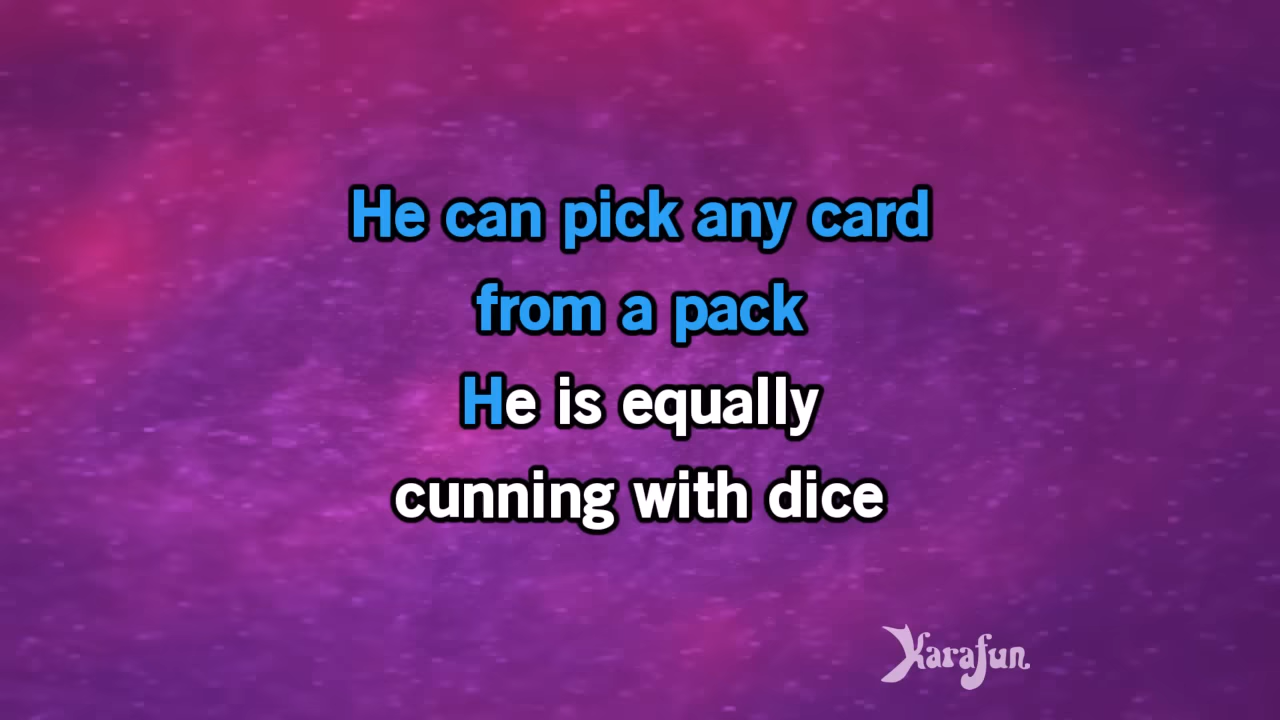 He can pick any card
from a pack
He is equally
cunning with dice
Karafun